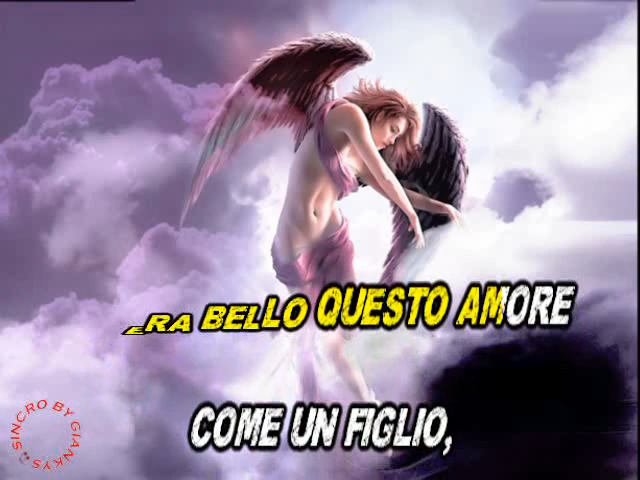 ERA BELLO QUESTO AMORE
COME UN FIGLIO,
SINCRO BY GIANKYS